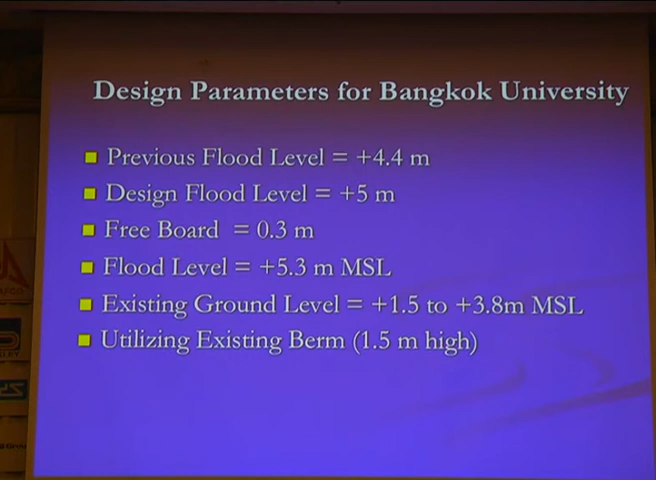 Design Parameters for Bangkok University
Previous Flood Level = +4.4 m
Design Flood Level = +5 m
Free Board = 0.3 m
Flood Level = +5.3 m MSL
Existing Ground Level = +1.5 to +3.8m MSL
Utilizing Existing Berm (1.5 m high)